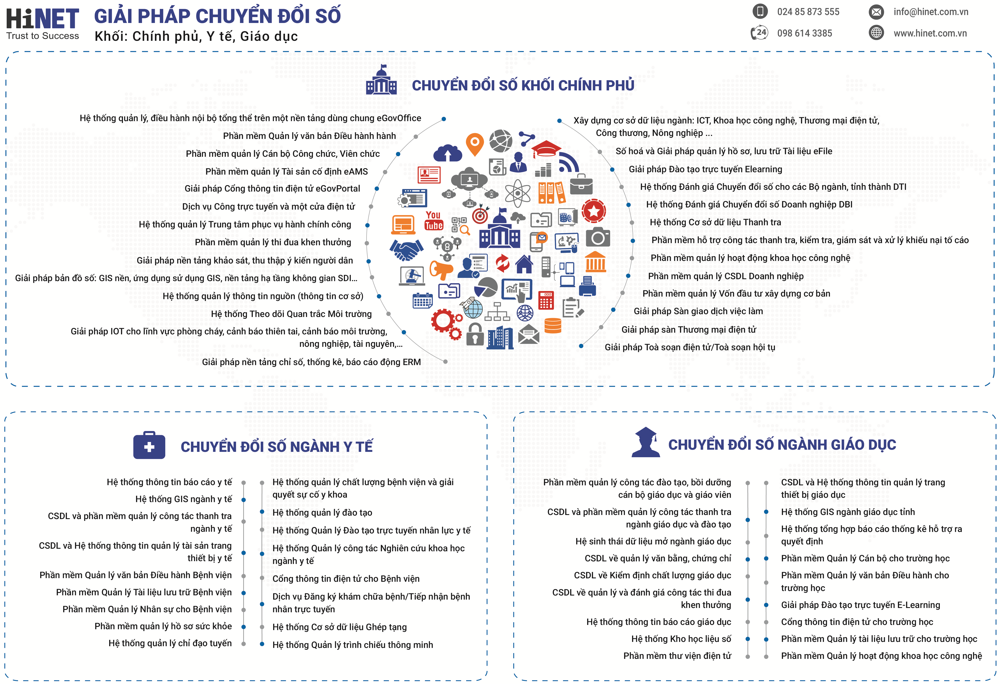 HiNET
Trust to Success
GIẢI PHÁP CHUYỂN ĐỔI SỐ
Khối: Chính phủ, Y tế, Giáo dục
024 85 873 555
info@hinet.com.vn
24
098 614 3385
www.hinet.com.vn
CHUYỂN ĐỔI SỐ KHỐI CHÍNH PHỦ
Hệ thống quản lý, điều hành nội bộ tổng thể trên một nền tảng dùng chung eGovOffice
Phần mềm Quản lý văn bản Điều hành hành
Phần mềm quản lý Cán bộ Công chức, Viên chức
Phần mềm quản lý Tài sản cố định eAMS
Giải pháp Cổng thông tin điện tử eGovPortal
Dịch vụ Công trực tuyến và một cửa điện tử
Hệ thống quản lý Trung tâm phục vụ hành chính công
Phần mềm quản lý thi đua khen thưởng
Giải pháp nền tảng khảo sát, thu thập ý kiến người dân
Giải pháp bản đồ số: GIS nền, ứng dụng sử dụng GIS, nền tảng hạ tầng không gian SDI...
Hệ thống quản lý thông tin nguồn (thông tin cơ sở)
Hệ thống Theo dõi Quan trắc Môi trường
Giải pháp IOT cho lĩnh vực phòng cháy, cảnh báo thiên tai, cảnh báo môi trường,
nông nghiệp, tài nguyên,...
Giải pháp nền tảng chỉ số, thống kê, báo cáo động ERM
You
Tube
Xây dựng cơ sở dữ liệu ngành: ICT, Khoa học công nghệ, Thương mại điện tử,
Công thương, Nông nghiệp ...
Số hoá và Giải pháp quản lý hồ sơ, lưu trữ Tài liệu eFile
Giải pháp Đào tạo trực tuyến Elearning
Hệ thống Đánh giá Chuyển đổi số cho các Bộ ngành, tỉnh thành DTI
Hệ thống Đánh giá Chuyển đổi số Doanh nghiệp DBI
Hệ thống Cơ sở dữ liệu Thanh tra
Phần mềm hỗ trợ công tác thanh tra, kiểm tra, giám sát và xử lý khiếu nại tố cáo
Phần mềm quản lý hoạt động khoa học công nghệ
Phần mềm quản lý CSDL Doanh nghiệp
Phần mềm quản lý Vốn đầu tư xây dựng cơ bản
Giải pháp Sàn giao dịch việc làm
Giải pháp sàn Thương mại điện tử
Giải pháp Toà soạn điện tử/Toà soạn hội tụ
CHUYỂN ĐỔI SỐ NGÀNH Y TẾ
Hệ thống thông tin báo cáo y tế
Hệ thống GIS ngành y tế
CSDL và phần mềm quản lý công tác thanh tra
ngành y tế
CSDL và Hệ thống thông tin quản lý tài sản trang
thiết bị y tế
Phần mềm Quản lý văn bản Điều hành Bệnh viện
Phần mềm Quản lý Tài liệu lưu trữ Bệnh viện
Phần mềm Quản lý Nhân sự cho Bệnh viện
Phần mềm quản lý hồ sơ sức khỏe
Hệ thống quản lý chỉ đạo tuyến
Hệ thống quản lý chất lượng bệnh viện và giải
quyết sự cố y khoa
Hệ thống quản lý đào tạo
Hệ thống Quản lý Đào tạo trực tuyến nhân lực y tế
Hệ thống Quản lý công tác Nghiên cứu khoa học
ngành y tế
Cổng thông tin điện tử cho Bệnh viện
Dịch vụ Đăng ký khám chữa bệnh/Tiếp nhận bệnh
nhân trực tuyến
Hệ thống Cơ sở dữ liệu Ghép tạng
Hệ thống Quản lý trình chiếu thông minh
CHUYỂN ĐỔI SỐ NGÀNH GIÁO DỤC
Phần mềm quản lý công tác đào tạo, bồi dưỡng
cán bộ giáo dục và giáo viên
CSDL và phần mềm quản lý công tác thanh tra
ngành giáo dục và đào tạo
Hệ sinh thái dữ liệu mở ngành giáo dục
CSDL về quản lý văn bằng, chứng chỉ
CSDL về Kiểm định chất lượng giáo dục
CSDL về quản lý và đánh giá công tác thi đua
khen thưởng
Hệ thống thông tin báo cáo giáo dục
Hệ thống Kho học liệu số
Phần mềm thư viện điện tử
CSDL và Hệ thống thông tin quản lý trang
thiết bị giáo dục
Hệ thống GIS ngành giáo dục tỉnh
Hệ thống tổng hợp báo cáo thống kê hỗ trợ ra
quyết định
Phần mềm Quản lý Cán bộ cho trường học
Phần mềm Quản lý văn bản Điều hành cho
trường học
Giải pháp Đào tạo trực tuyến E-Learning
Cổng thông tin điện tử cho trường học
Phần mềm Quản lý tài liệu lưu trữ cho trường học
Phần mềm Quản lý hoạt động khoa học công nghệ